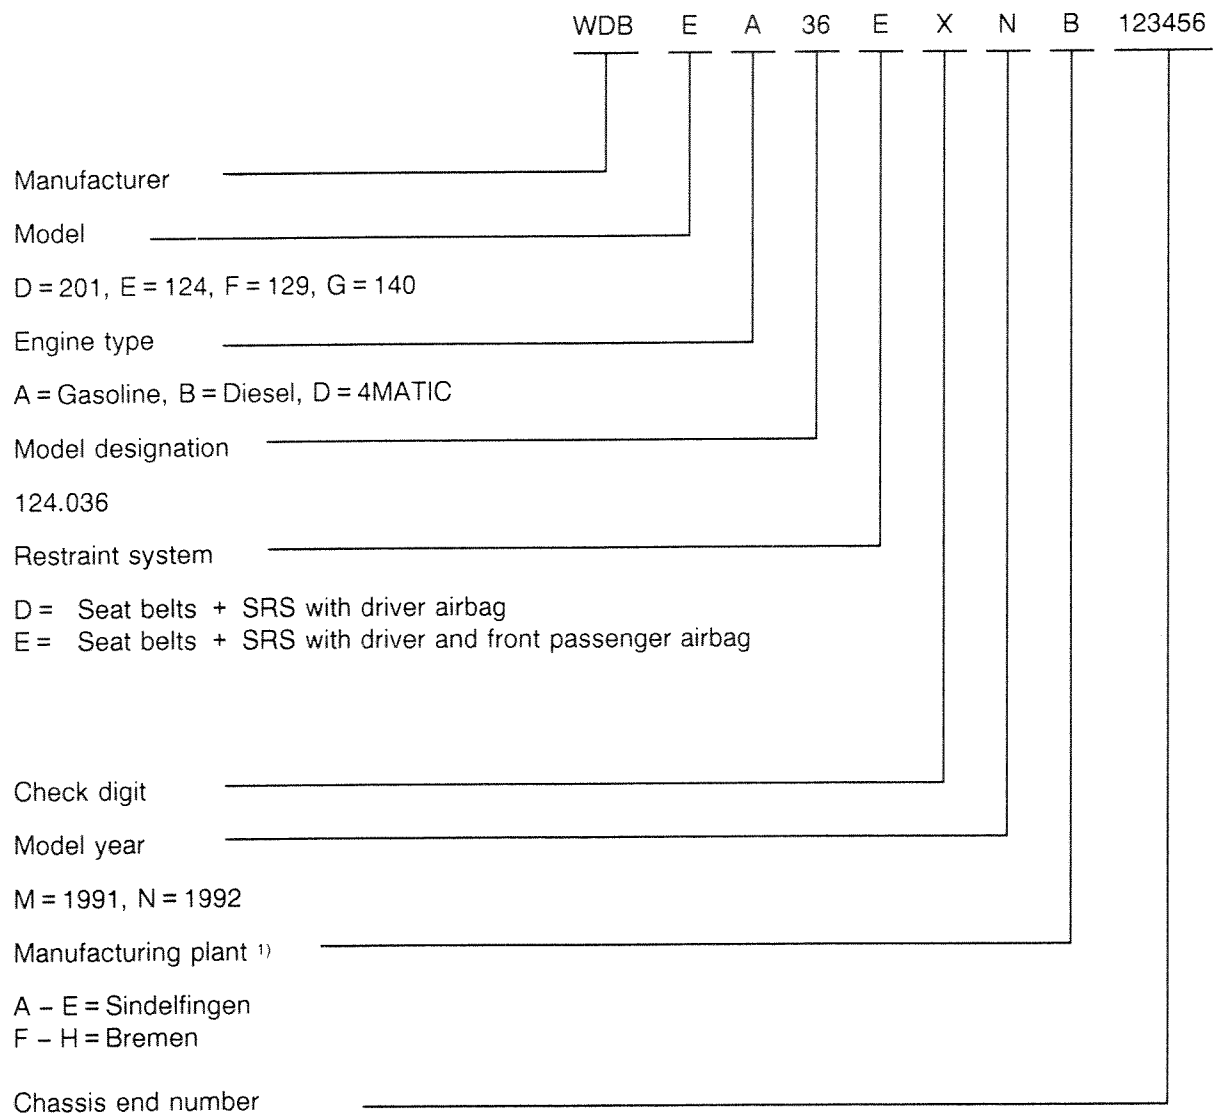 WDB E A 36 E X N B 123456
Manufacturer
Model
D = 201, E = 124, F = 129, G = 140
Engine type
A = Gasoline, B = Diesel, D = 4MATIC
Model designation
124.036
Restraint system
D = Seat belts + SRS with driver airbag
E = Seat belts + SRS with driver and front passenger airbag
Check digit
Model year
M = 1991, N = 1992
Manufacturing plant 1)
A – E = Sindelfingen
F – H = Bremen
Chassis end number